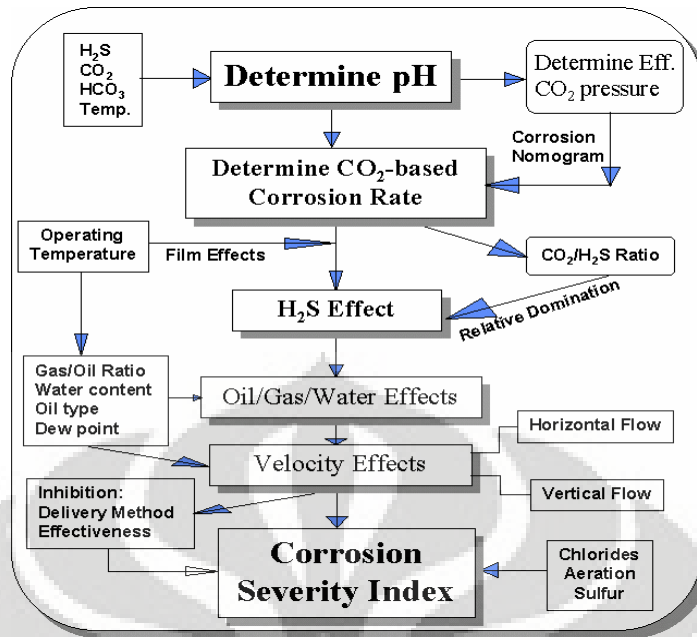 H₂S
CO₂
HCO₃
Temp.
Determine pH
Determine Eff.
CO₂ pressure
Corrosion
Nomogram
Determine CO₂-based
Corrosion Rate
Operating
Temperature
Film Effects
CO₂/H₂S Ratio
H₂S Effect
Relative Domination
Gas/Oil Ratio
Water content
Oil type
Dew point
Oil/Gas/Water Effects
Horizontal Flow
Velocity Effects
Vertical Flow
Inhibition:
Delivery Method
Effectiveness
Corrosion
Severity Index
Chlorides
Aeration
Sulfur